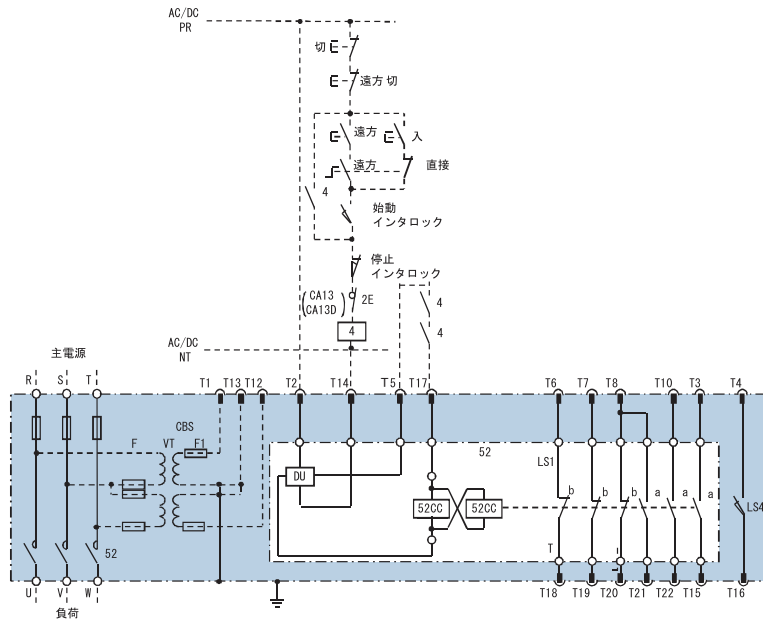 AC/DC
PR
切
遠方 切
遠方
入
遠方
直接
4
始動
インタロック
停止
インタロック
CA13
CA13D
2E
4
4
4
AC/DC
NT
主電源
R
S
T
T1
T13
T12
T2
T14
T5
T17
T6
T7
T8
T10
T3
T4
CBS
F
VT
F1
52
LS1
DU
52CC
52CC
b
b
b
a
a
a
LS4
52
T
T18
T19
T20
T21
T22
T15
T16
U
V
W
負荷